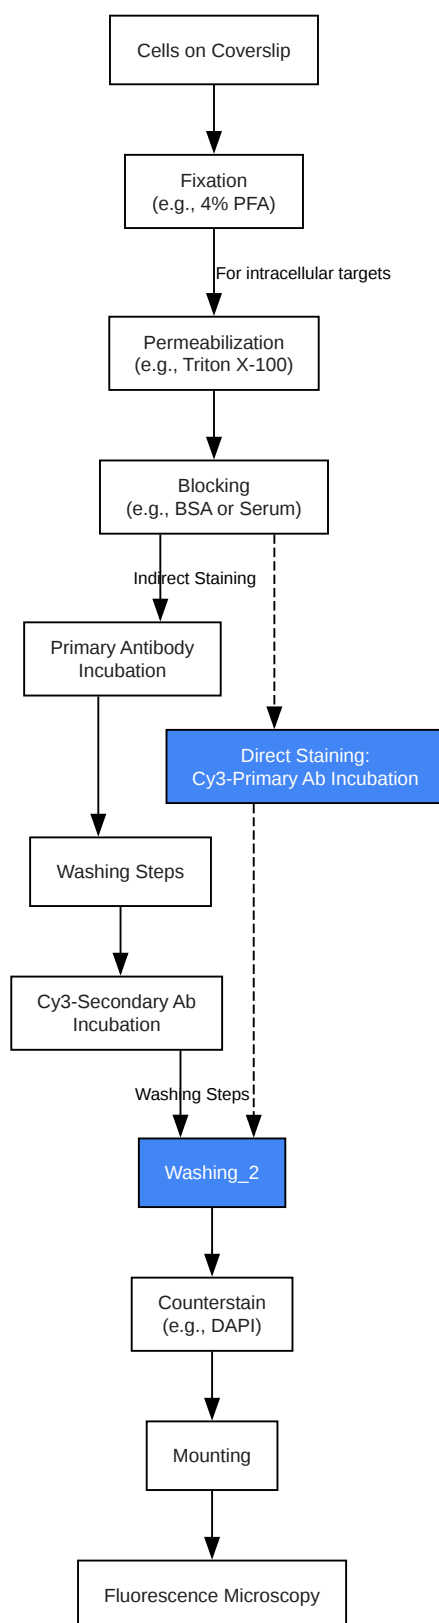 Cells on Coverslip
Fixation
(e.g., 4% PFA)
For intracellular targets
Permeabilization
(e.g., Triton X-100)
Blocking
(e.g., BSA or Serum)
Indirect Staining
Primary Antibody
Incubation
Direct Staining:
Cy3-Primary Ab Incubation
Washing Steps
Cy3-Secondary Ab
Incubation
Washing Steps
Washing_2
Counterstain
(e.g., DAPI)
Mounting
Fluorescence Microscopy